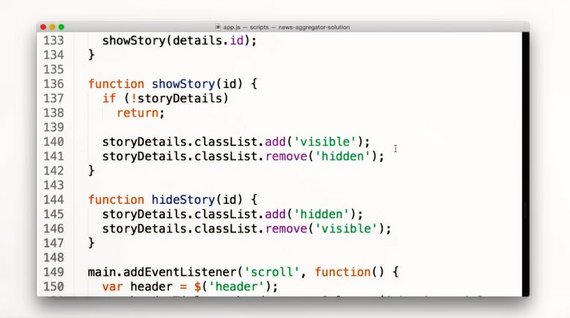 app.js — scripts — news-aggregator-solution
133 showStory(details.id);
134 }
135
136 function showStory(id) {
137 if (!storyDetails)
138 return;
139
140 storyDetails.classList.add('visible');
141 storyDetails.classList.remove('hidden');
142 }
143
144 function hideStory(id) {
145 storyDetails.classList.add('hidden');
146 storyDetails.classList.remove('visible');
147 }
148
149 main.addEventListener('scroll', function() {
150 var header = $('header');